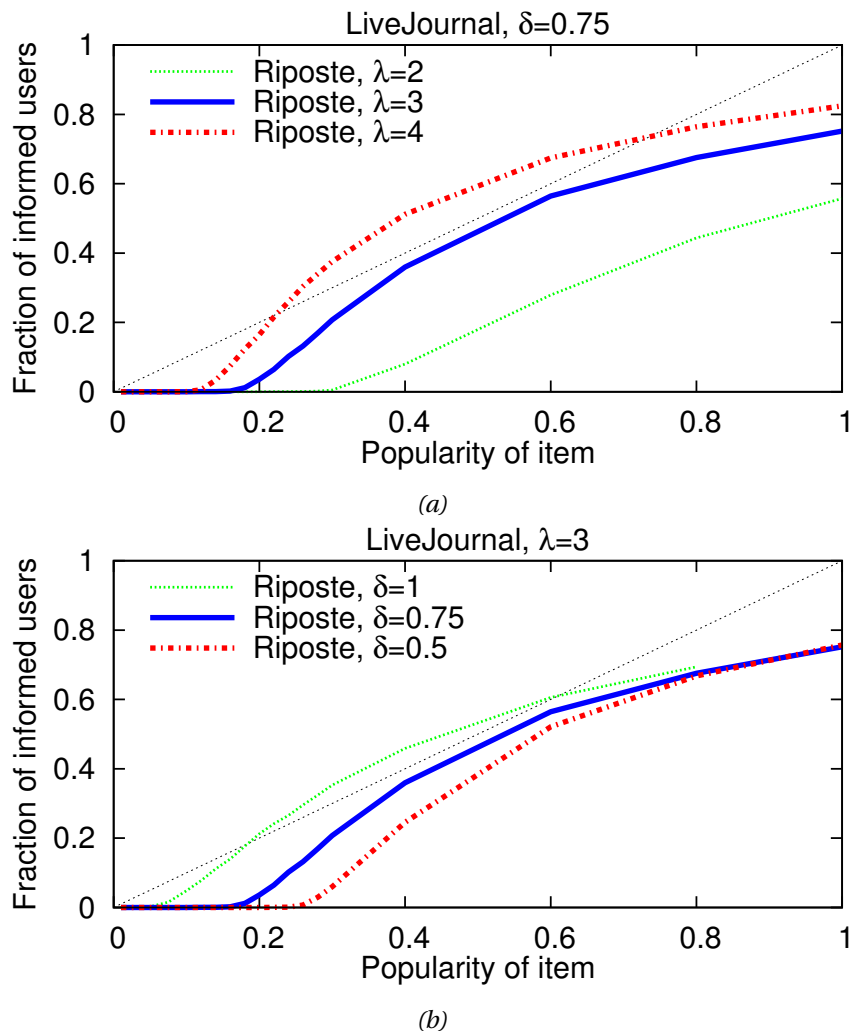 LiveJournal, δ=0.75
Fraction of informed users
1
0.8
0.6
0.4
0.2
0
Riposte, λ=2
Riposte, λ=3
Riposte, λ=4
0 0.2 0.4 0.6 0.8 1
Popularity of item
(a)
LiveJournal, λ=3
Fraction of informed users
1
0.8
0.6
0.4
0.2
0
Riposte, δ=1
Riposte, δ=0.75
Riposte, δ=0.5
0 0.2 0.4 0.6 0.8 1
Popularity of item
(b)